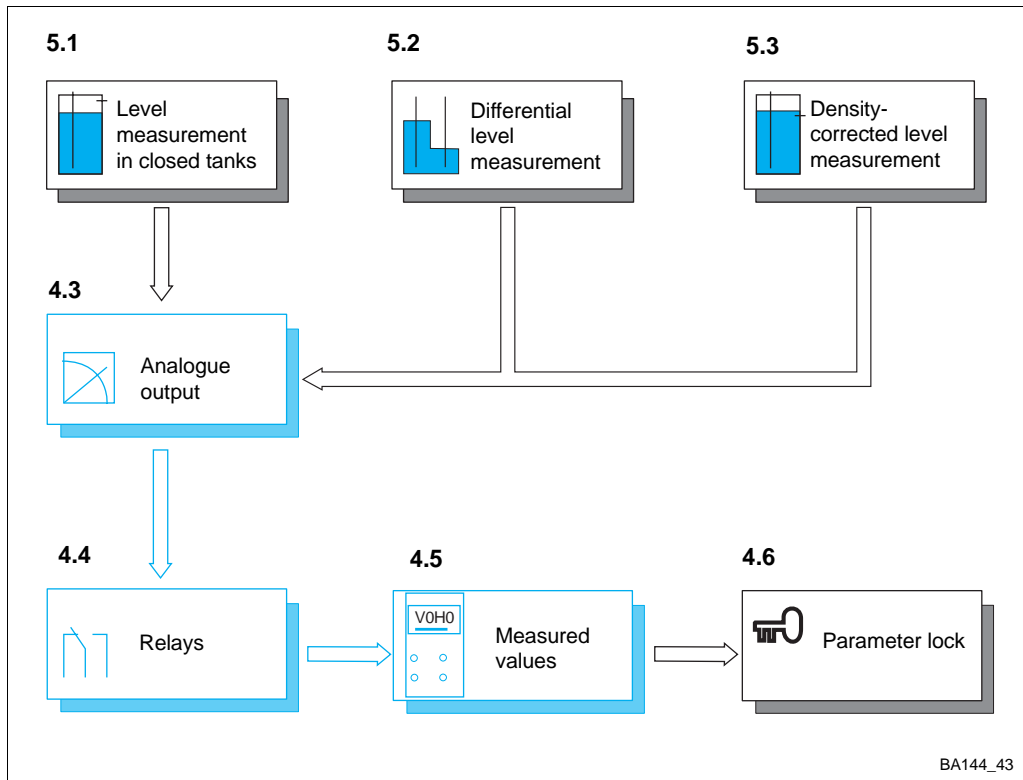 5.1
Level
measurement
in closed tanks
5.2
Differential
level
measurement
5.3
Density-
corrected level
measurement
4.3
Analogue
output
4.4
Relays
4.5
V0H0
Measured
values
4.6
Parameter lock
BA144_43